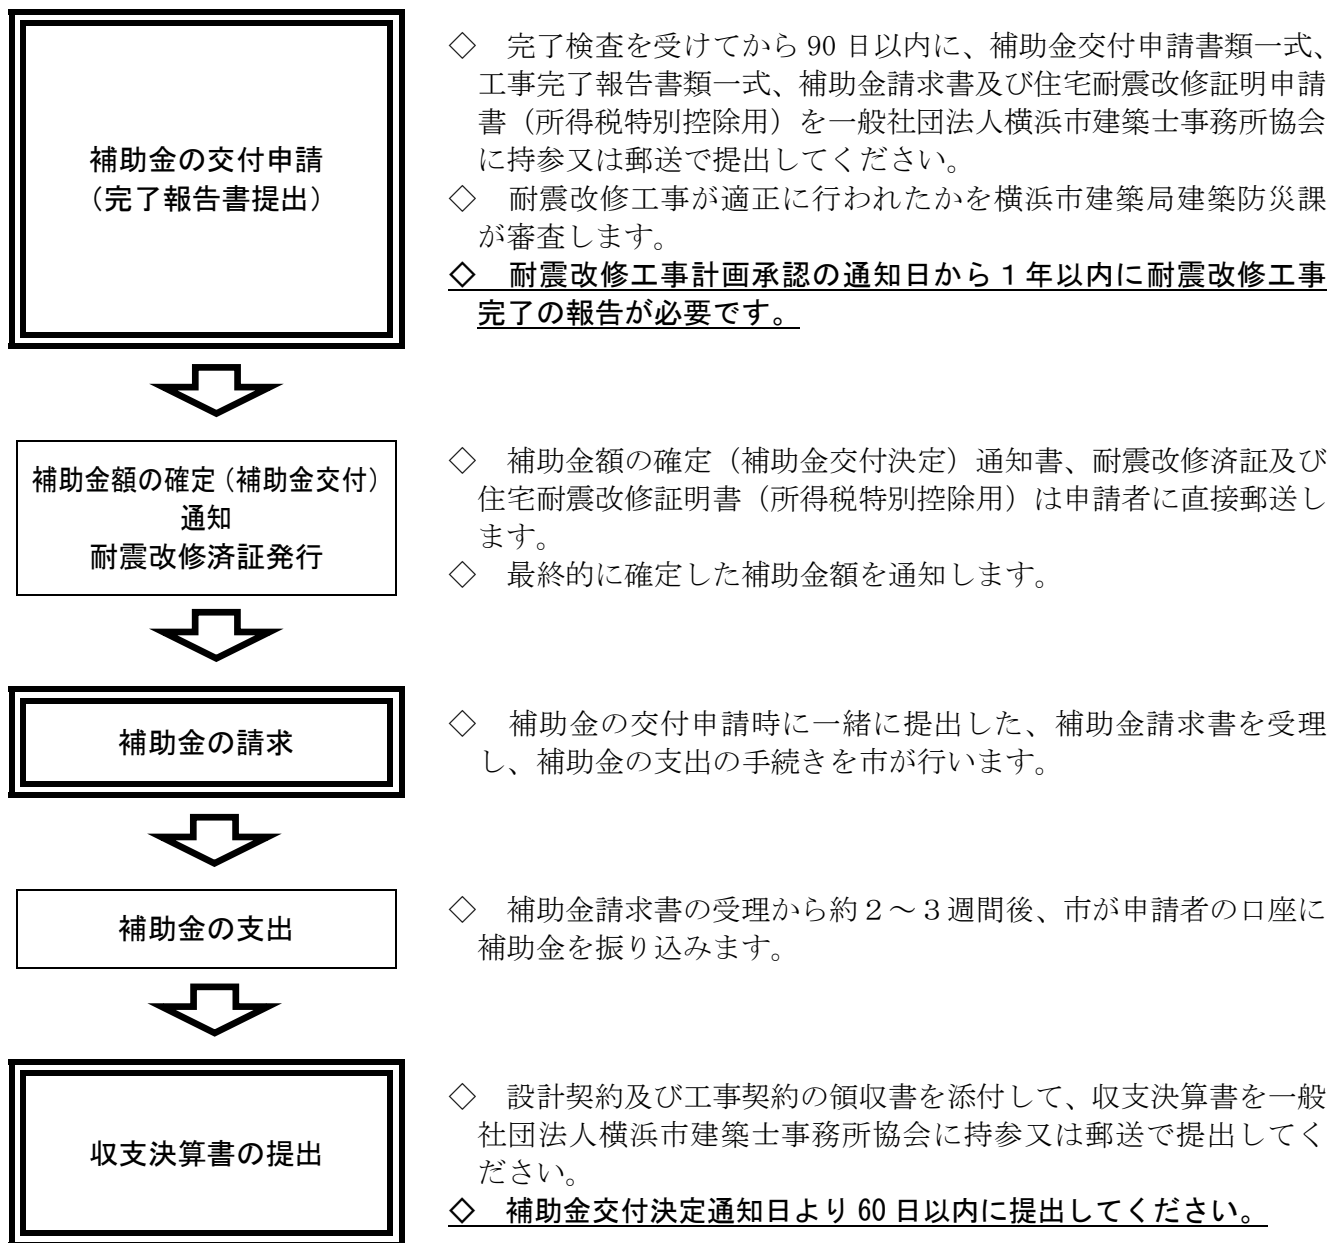 補助金の交付申請
（完了報告書提出）
◇　完了検査を受けてから 90 日以内に、補助金交付申請書類一式、
工事完了報告書類一式、補助金請求書及び住宅耐震改修証明申請
書（所得税特別控除用）を一般社団法人横浜市建築士事務所協会
に持参又は郵送で提出してください。
◇　耐震改修工事が適正に行われたかを横浜市建築局建築防災課
が審査します。
◇　耐震改修工事計画承認の通知日から１年以内に耐震改修工事
完了の報告が必要です。
補助金額の確定（補助金交付）
通知
耐震改修済証発行
◇　補助金額の確定（補助金交付決定）通知書、耐震改修済証及び
住宅耐震改修証明書（所得税特別控除用）は申請者に直接郵送し
ます。
◇　最終的に確定した補助金額を通知します。
補助金の請求
◇　補助金の交付申請時に一緒に提出した、補助金請求書を受理
し、補助金の支出の手続きを市が行います。
補助金の支出
◇　補助金請求書の受理から約２～３週間後、市が申請者の口座に
補助金を振り込みます。
収支決算書の提出
◇　設計契約及び工事契約の領収書を添付して、収支決算書を一般
社団法人横浜市建築士事務所協会に持参又は郵送で提出してく
ださい。
◇　補助金交付決定通知日より 60 日以内に提出してください。